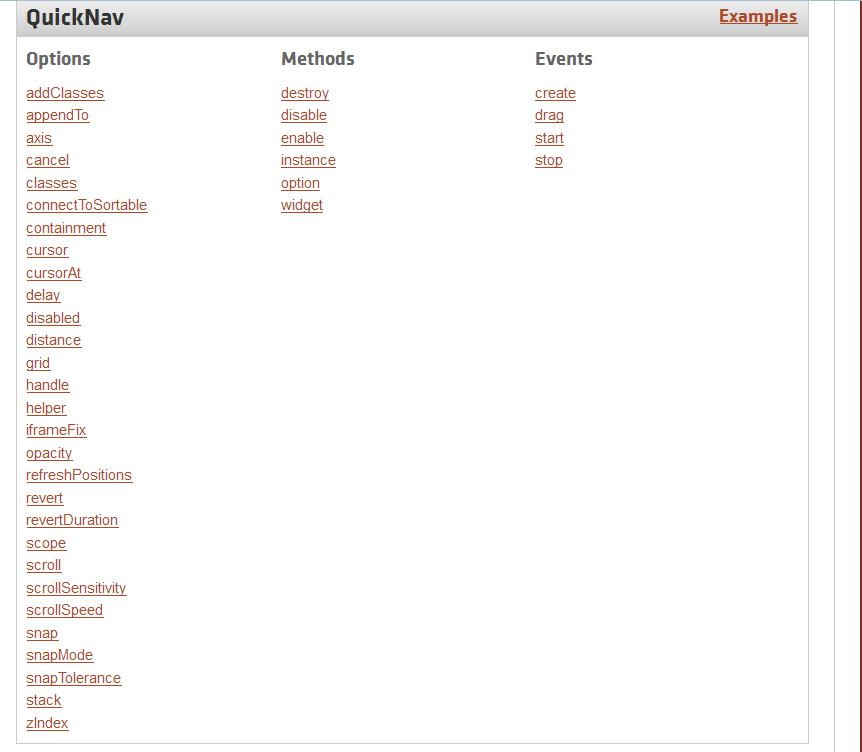 QuickNav
Examples
Options
addClasses
appendTo
axis
cancel
classes
connectToSortable
containment
cursor
cursorAt
delay
disabled
distance
grid
handle
helper
iframeFix
opacity
refreshPositions
revert
revertDuration
scope
scroll
scrollSensitivity
scrollSpeed
snap
snapMode
snapTolerance
stack
zIndex
Methods
destroy
disable
enable
instance
option
widget
Events
create
drag
start
stop